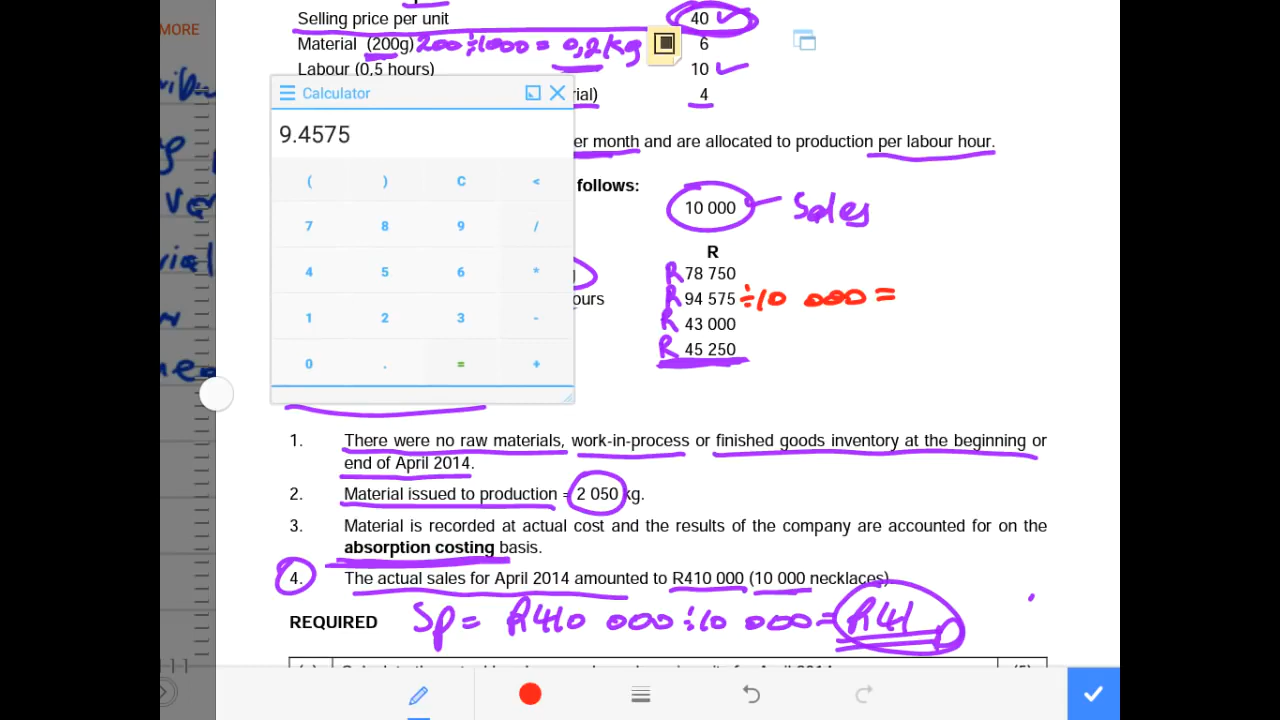 MORE
Selling price per unit 40
Material (200g) 200÷1000 = 0,2kg 6
Labour (0,5 hours) 10
ial) 4
Calculator
9.4575
( ) C <
7 8 9 /
4 5 6 *
1 2 3 -
0 . = +
er month and are allocated to production per labour hour.
follows:
10 000 Sales
R
R 78 750
R 94 575 ÷10 000 =
ours
R 43 000
R 45 250
1. There were no raw materials, work-in-process or finished goods inventory at the beginning or
end of April 2014.
2. Material issued to production = 2 050 kg.
3. Material is recorded at actual cost and the results of the company are accounted for on the
absorption costing basis.
4. The actual sales for April 2014 amounted to R410 000 (10 000 necklaces).
REQUIRED Sp = R410 000÷10 000= R41